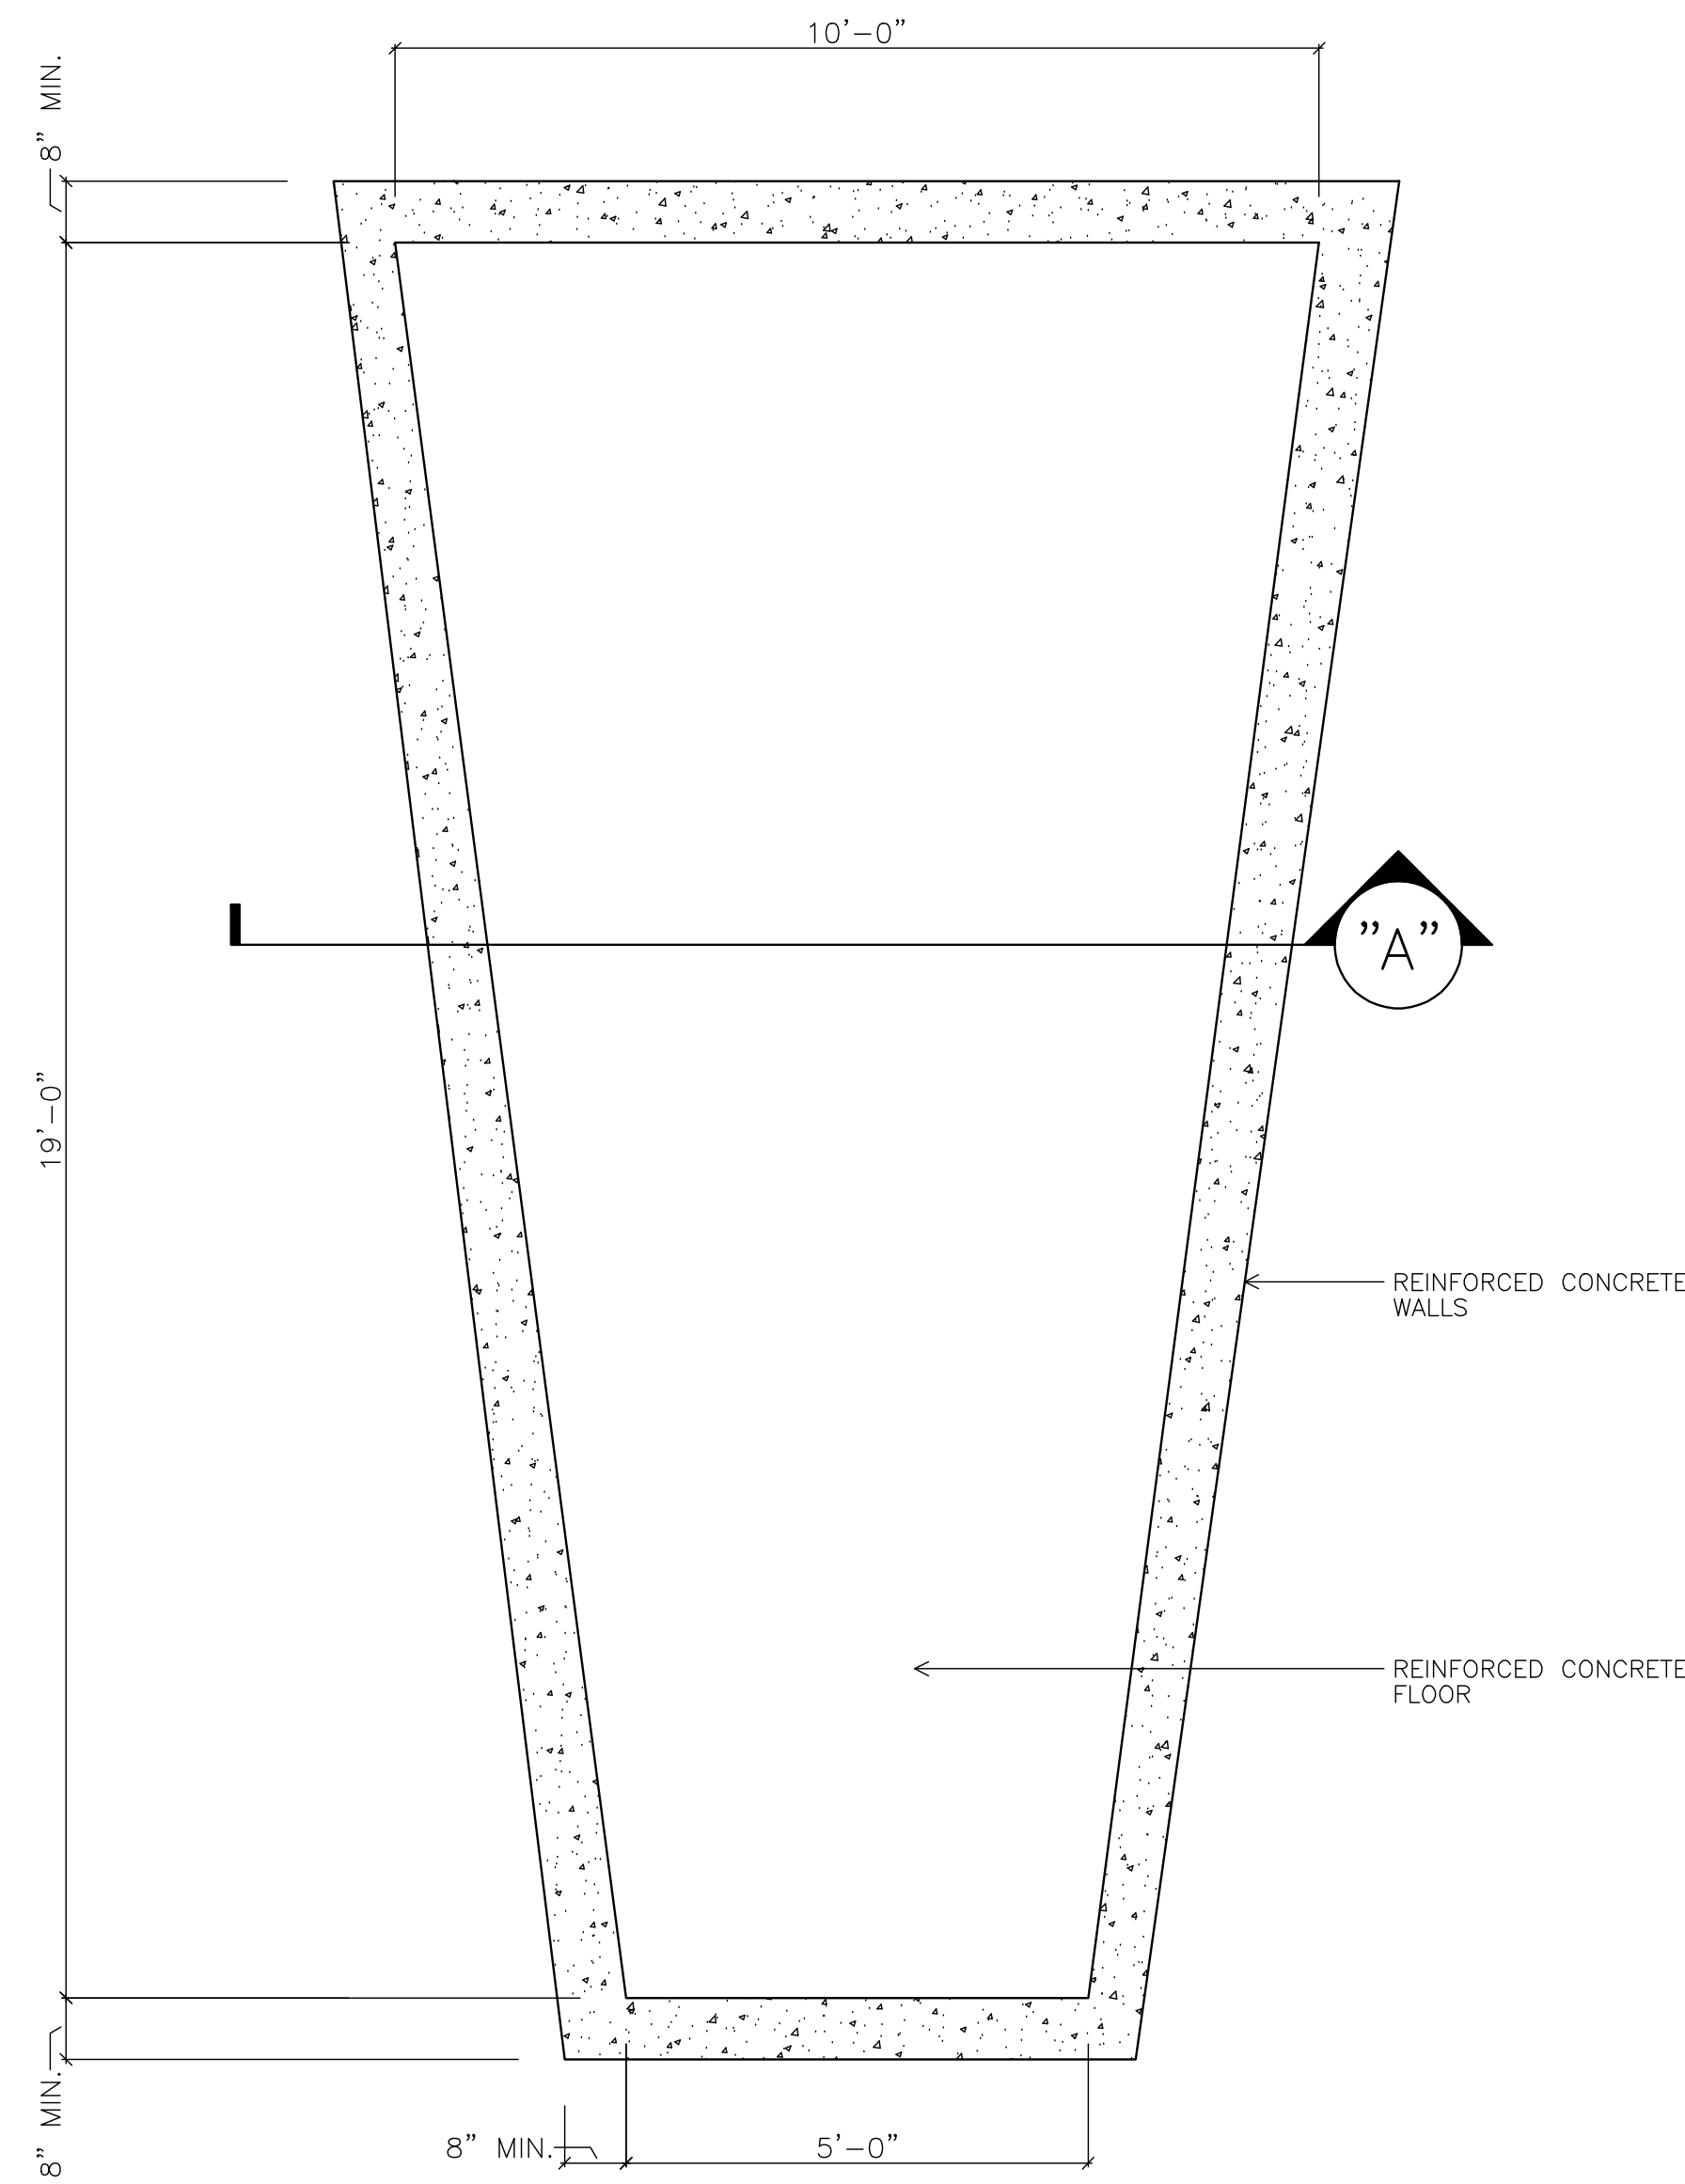 10'-0"
8" MIN.
19'-0"
"A"
REINFORCED CONCRETE
WALLS
REINFORCED CONCRETE
FLOOR
8" MIN.
8" MIN.
5'-0"